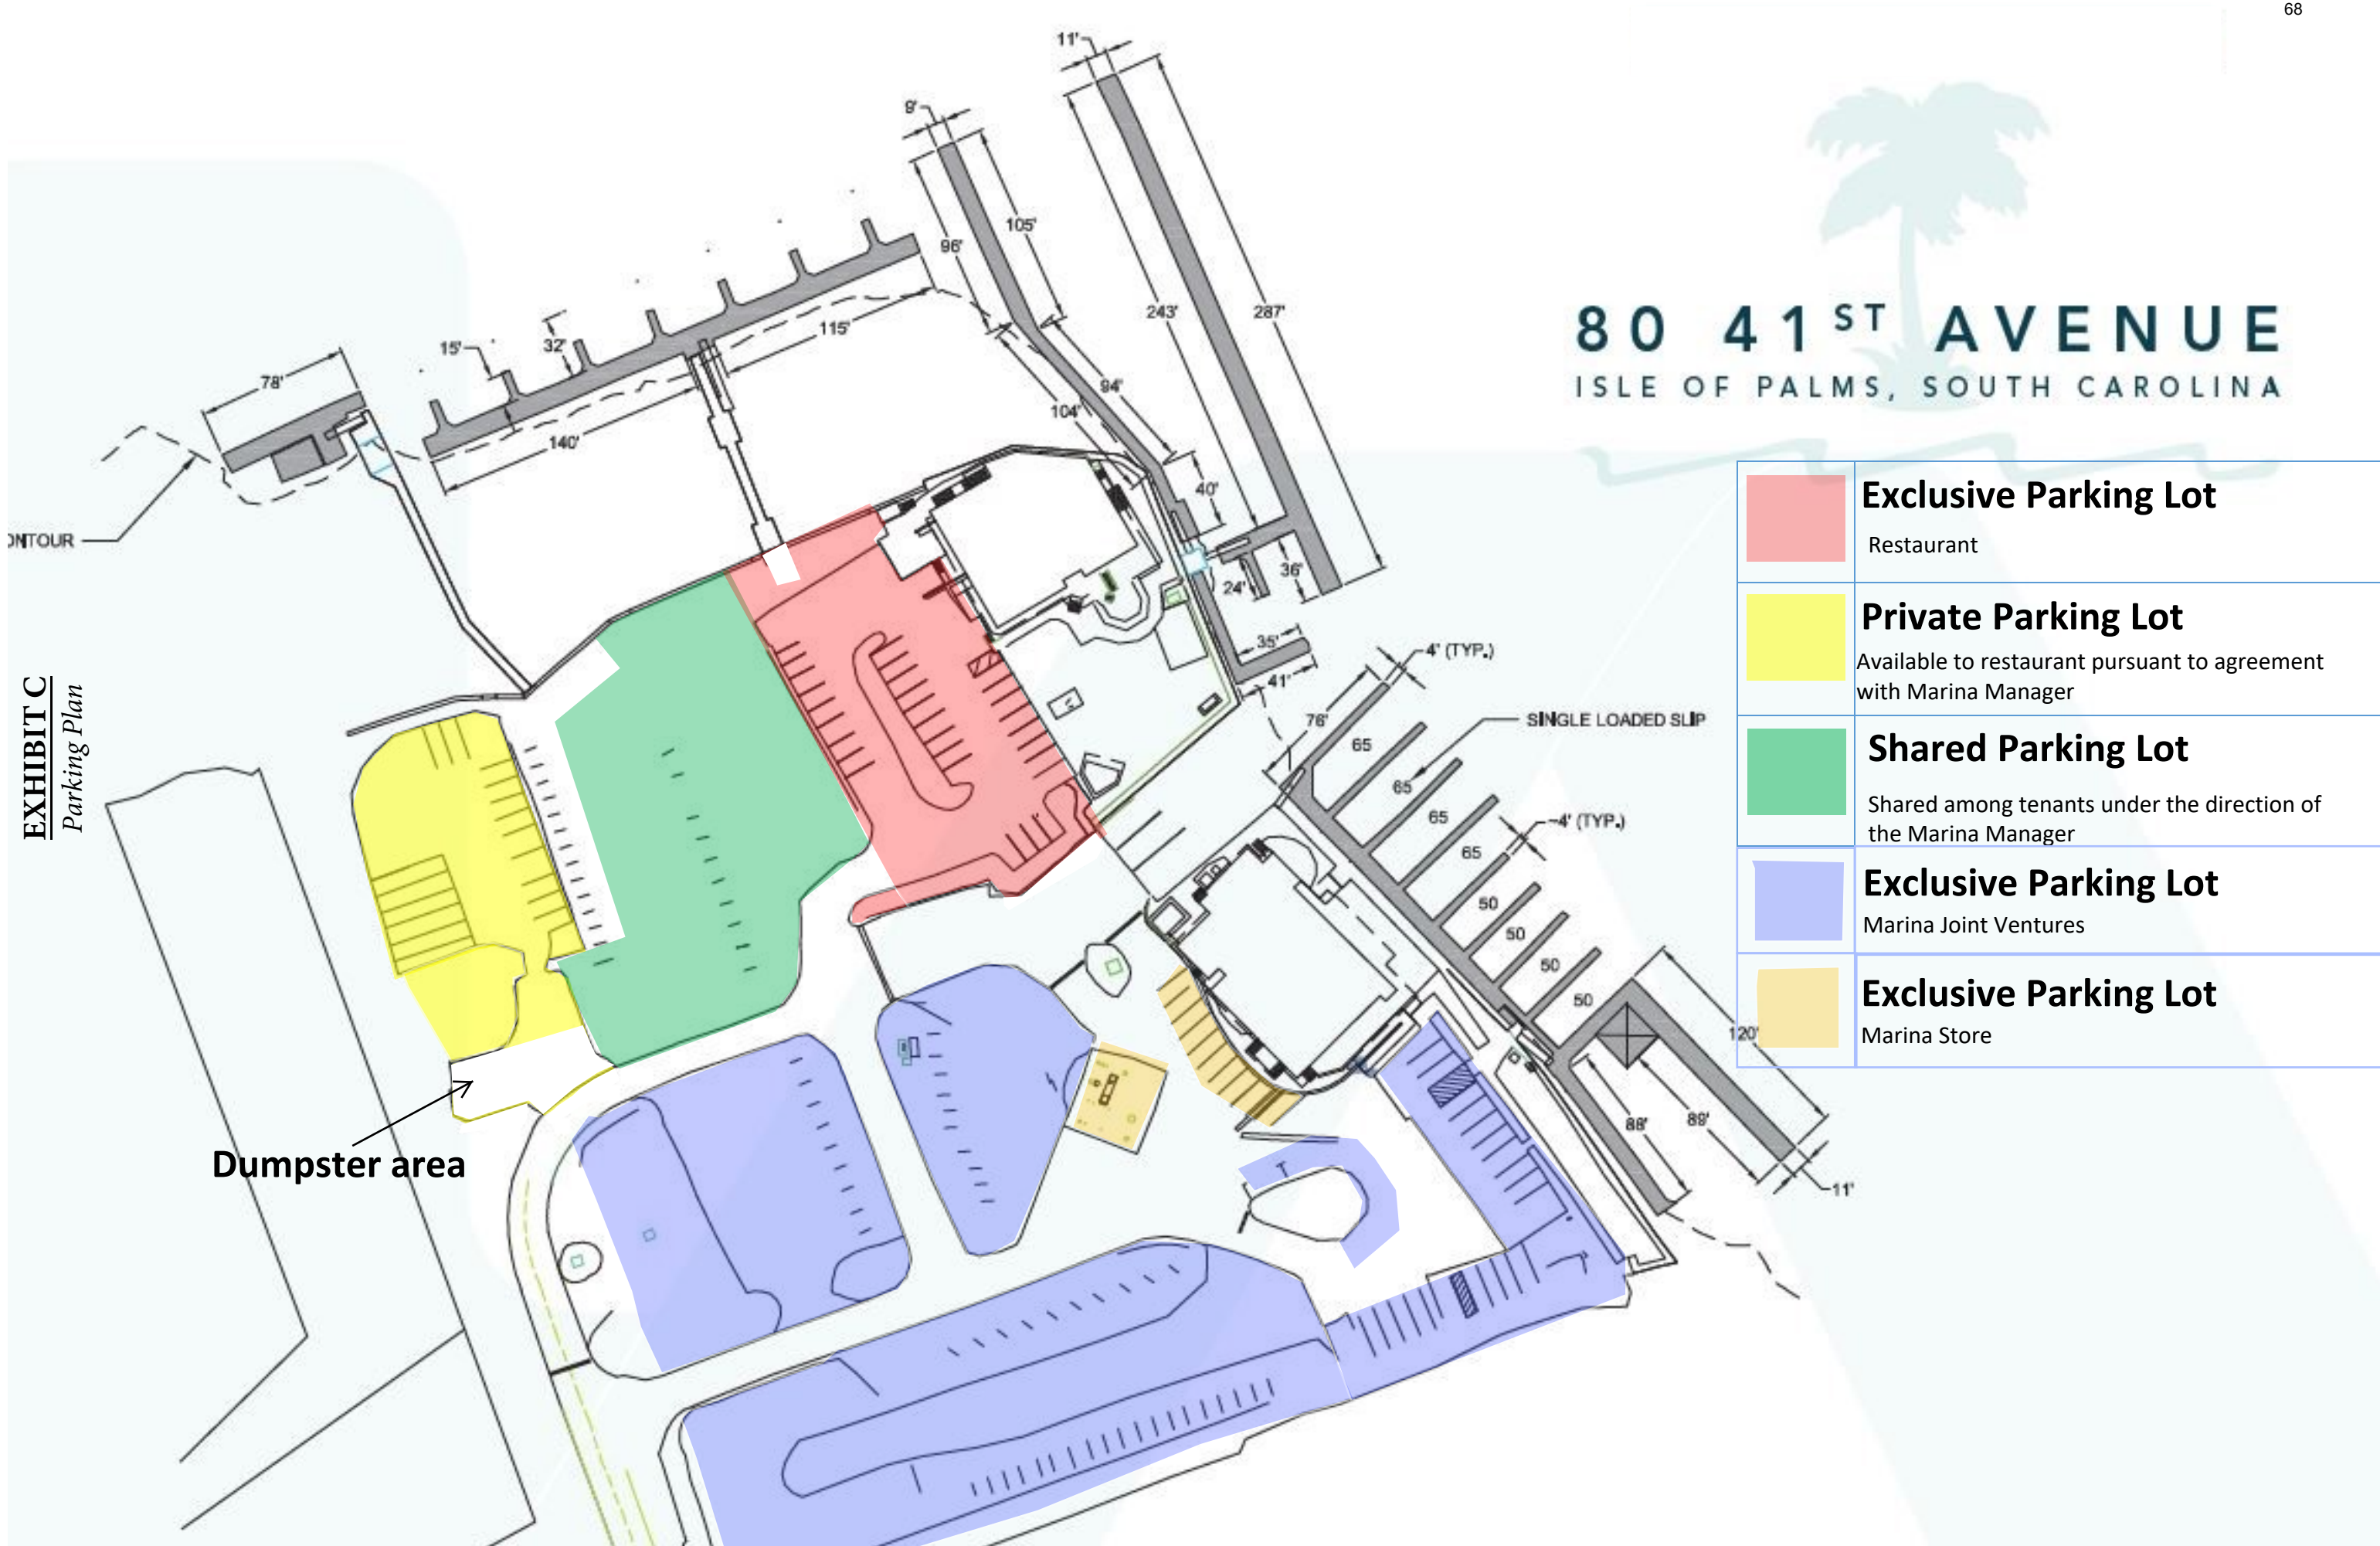 68
11'
9'
105'
96'
243'
287'
115'
15'
32'
78'
94'
104'
140'
40'
ONTOUR
36'
24'
35'
41'
4' (TYP.)
76'
SINGLE LOADED SLIP
65
65
65
65
4' (TYP.)
50
50
50
50
120'
88'
89'
11'
80 41ST AVENUE
ISLE OF PALMS, SOUTH CAROLINA
Exclusive Parking Lot
Restaurant
Private Parking Lot
Available to restaurant pursuant to agreement
with Marina Manager
Shared Parking Lot
Shared among tenants under the direction of
the Marina Manager
Exclusive Parking Lot
Marina Joint Ventures
Exclusive Parking Lot
Marina Store
EXHIBIT C
Parking Plan
Dumpster area